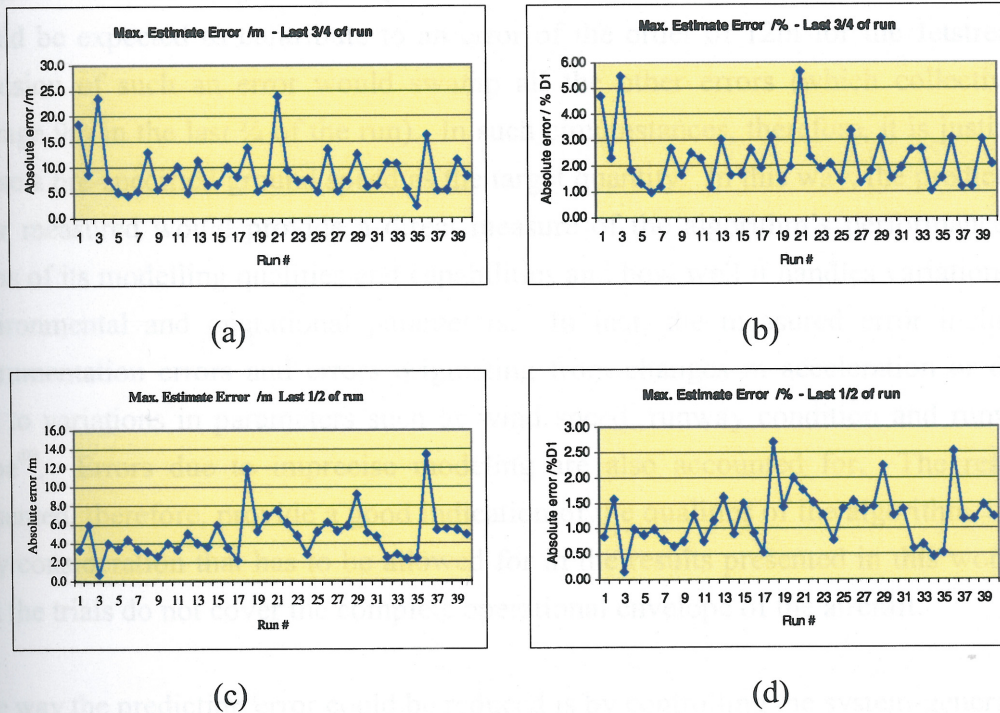 Max. Estimate Error /m - Last 3/4 of run
Absolute error /m
30.0
25.0
20.0
15.0
10.0
5.0
0.0
1 3 5 7 9 11 13 15 17 19 21 23 25 27 29 31 33 35 37 39
Run #
(a)
Max. Estimate Error /% - Last 3/4 of run
Absolute error / % D1
6.00
5.00
4.00
3.00
2.00
1.00
0.00
1 3 5 7 9 11 13 15 17 19 21 23 25 27 29 31 33 35 37 39
Run #
(b)
Max. Estimate Error /m Last 1/2 of run
Absolute error /m
16.0
14.0
12.0
10.0
8.0
6.0
4.0
2.0
0.0
1 3 5 7 9 11 13 15 17 19 21 23 25 27 29 31 33 35 37 39
Run #
(c)
Max. Estimate Error /% - Last 1/2 of run
Absolute error /%D1
3.00
2.50
2.00
1.50
1.00
0.50
0.00
1 3 5 7 9 11 13 15 17 19 21 23 25 27 29 31 33 35 37 39
Run #
(d)